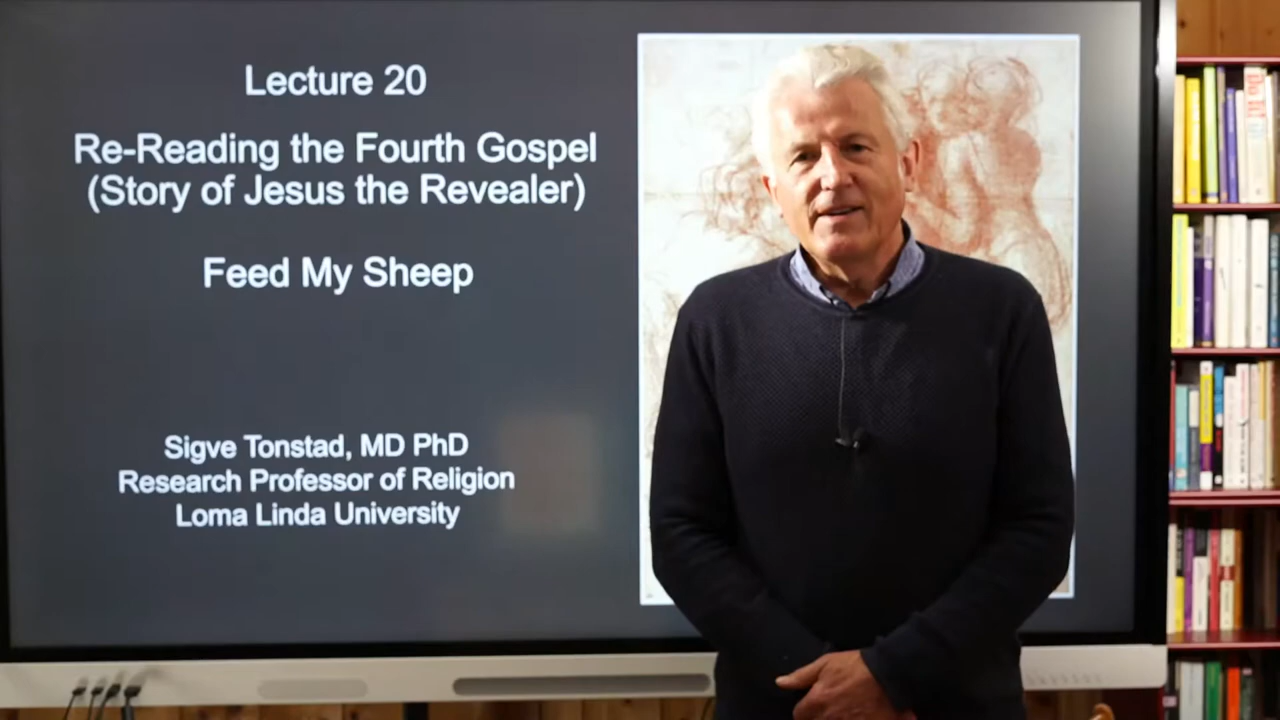 Lecture 20
Re-Reading the Fourth Gospel
(Story of Jesus the Revealer)
Feed My Sheep
Sigve Tonstad, MD PhD
Research Professor of Religion
Loma Linda University